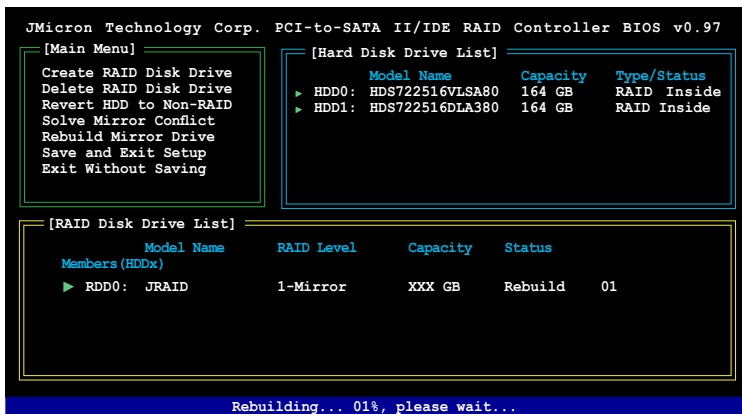 JMicron Technology Corp. PCI-to-SATA II/IDE RAID Controller BIOS v0.97
[Main Menu]
Create RAID Disk Drive
Delete RAID Disk Drive
Revert HDD to Non-RAID
Solve Mirror Conflict
Rebuild Mirror Drive
Save and Exit Setup
Exit Without Saving
[Hard Disk Drive List]
Model Name Capacity Type/Status
HDD0: HDS722516VLSA80 164 GB RAID Inside
HDD1: HDS722516DLA380 164 GB RAID Inside
[RAID Disk Drive List]
Model Name RAID Level Capacity Status
Members(HDDx)
RDD0: JRAID 1-Mirror XXX GB Rebuild 01
Rebuilding... 01%, please wait...